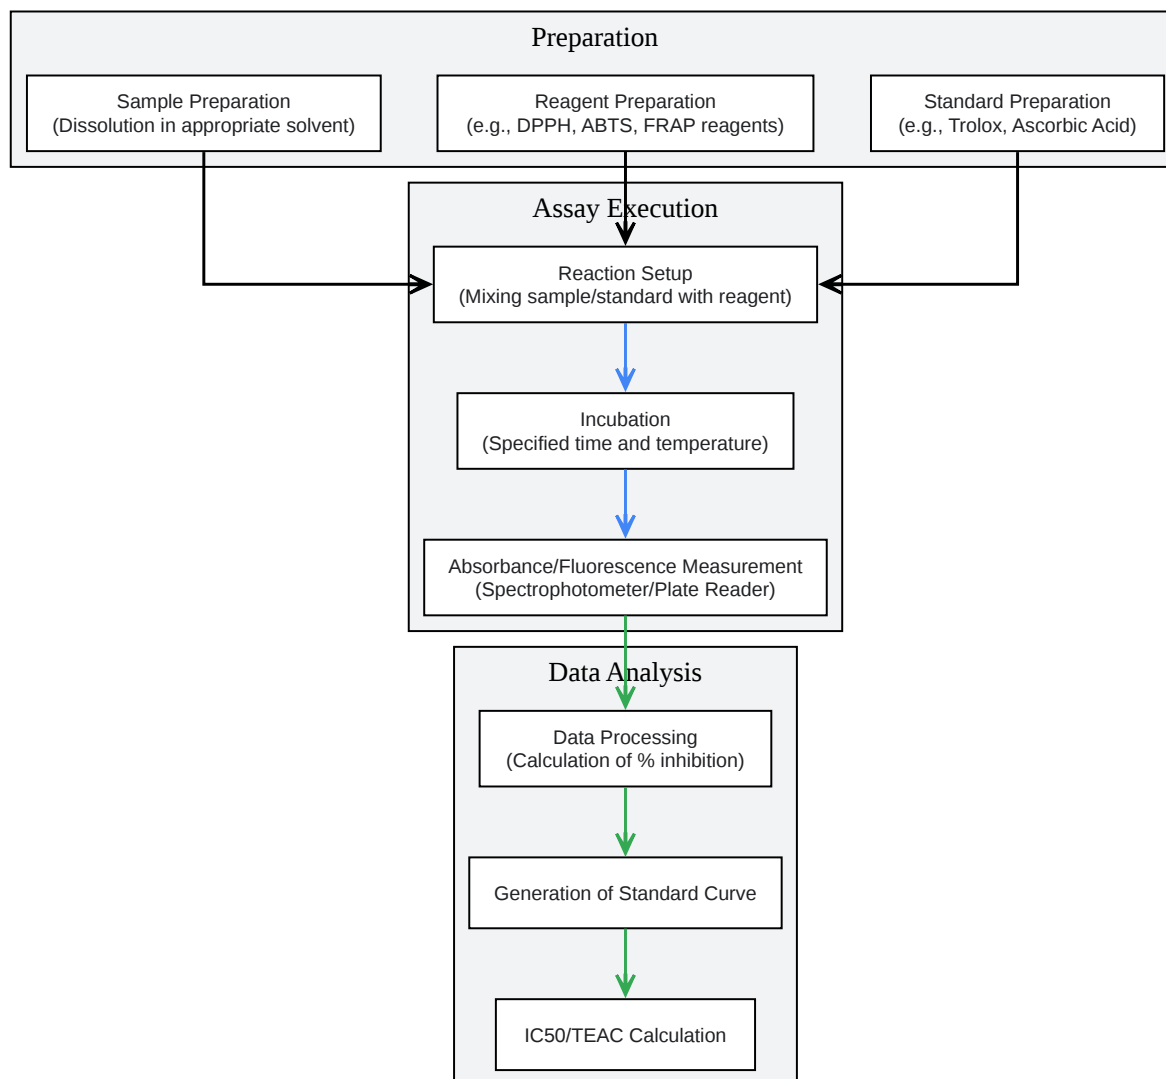 Preparation
Sample Preparation
(Dissolution in appropriate solvent)
Reagent Preparation
(e.g., DPPH, ABTS, FRAP reagents)
Standard Preparation
(e.g., Trolox, Ascorbic Acid)
Assay Execution
Reaction Setup
(Mixing sample/standard with reagent)
Incubation
(Specified time and temperature)
Absorbance/Fluorescence Measurement
(Spectrophotometer/Plate Reader)
Data Analysis
Data Processing
(Calculation of % inhibition)
Generation of Standard Curve
IC50/TEAC Calculation